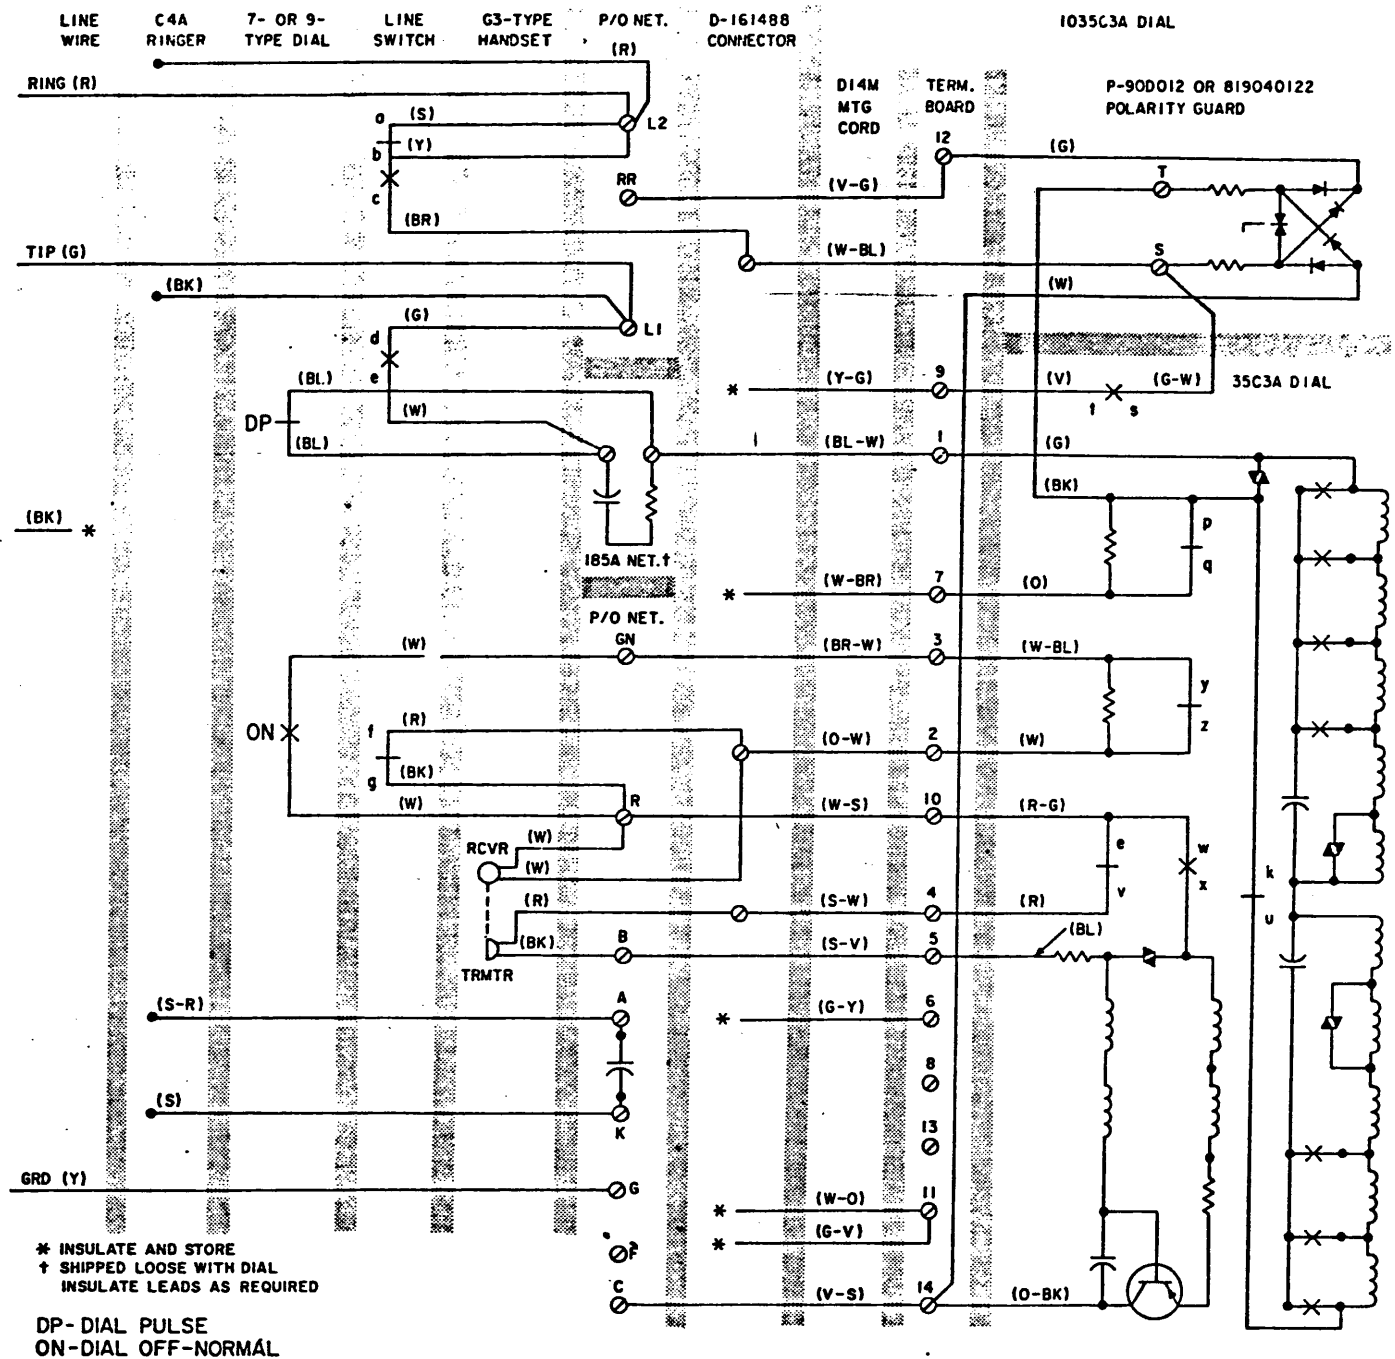 LINE WIRE
C4A RINGER
7- OR 9- TYPE DIAL
LINE SWITCH
G3-TYPE HANDSET
P/O NET.
D-161488 CONNECTOR
1035C3A DIAL
(R)
RING (R)
D14M MTG CORD
TERM. BOARD
P-90D012 OR 819040122
POLARITY GUARD
a
(S)
L2
12
b
(Y)
(G)
RR
T
c
(V-G)
(BR)
TIP (G)
(W-BL)
S
(BK)
(W)
(G)
L1
d
e
9
(BL)
(Y-G)
(V)
(G-W)
35C3A DIAL
*
t
s
(W)
DP
(BL)
1
(BL-W)
(G)
(BK)
(BK) *
p
q
185A NET.†
7
*
(W-BR)
(O)
P/O NET.
GN
3
(W)
(BR-W)
(W-BL)
y
f
(R)
ON
2
z
(O-W)
(W)
g
(BK)
(W)
R
10
(W-S)
(R-G)
(W)
RCVR
e
w
(W)
k
v
x
(R)
4
(S-W)
(R)
u
(BK)
B
(S-V)
5
(BL)
TRMTR
(S-R)
A
6
*
(G-Y)
8
(S)
K
13
GRD (Y)
G
11
*
(W-O)
*
(G-V)
* INSULATE AND STORE
F
† SHIPPED LOOSE WITH DIAL
INSULATE LEADS AS REQUIRED
C
(V-S)
14
(O-BK)
DP-DIAL PULSE
ON-DIAL OFF-NORMAL